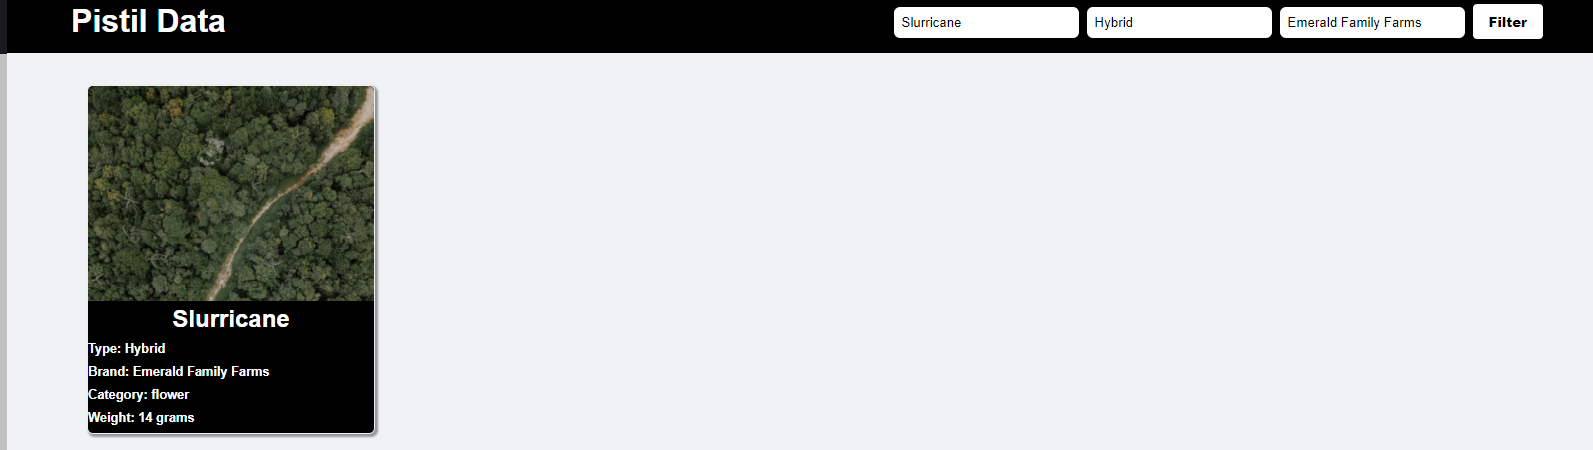 Pistil Data
Slurricane
Hybrid
Emerald Family Farms
Filter
Slurricane
Type: Hybrid
Brand: Emerald Family Farms
Category: flower
Weight: 14 grams